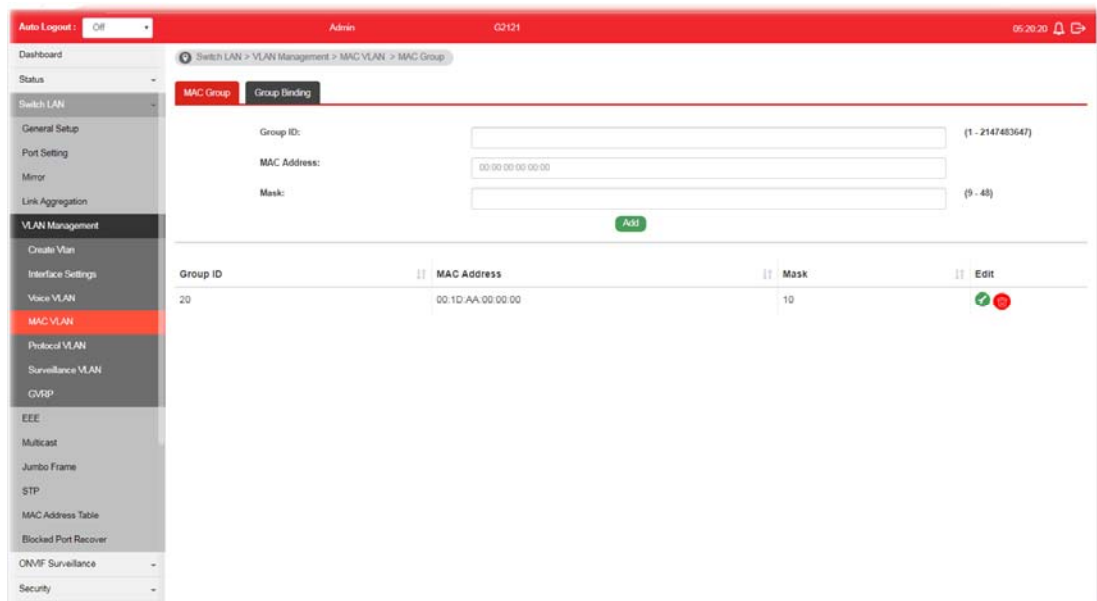 Auto Logout : Off Admin G2121 05:20:20
Dashboard
Status
Switch LAN
General Setup
Port Setting
Mirror
Link Aggregation
VLAN Management
Create Vlan
Interface Settings
Voice VLAN
MAC VLAN
Protocol VLAN
Surveillance VLAN
GVRP
EEE
Multicast
Jumbo Frame
STP
MAC Address Table
Blocked Port Recover
ONVIF Surveillance
Security
Switch LAN > VLAN Management > MAC VLAN > MAC Group
MAC Group Group Binding
Group ID: (1 - 2147483647)
MAC Address: 00:00:00:00:00:00
Mask: (9 - 48)
Add
Group ID MAC Address Mask Edit
20 00:1D:AA:00:00:00 10